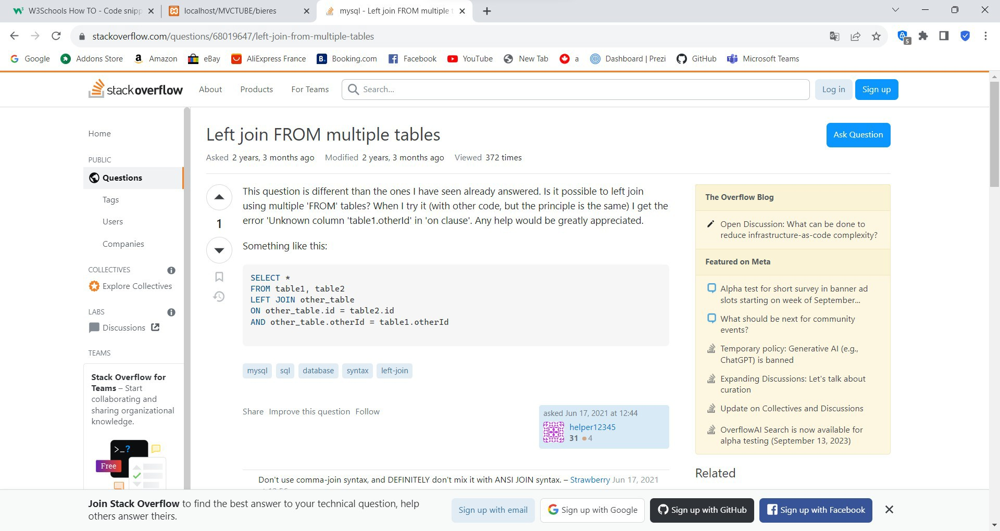 W3Schools How TO - Code snipp
localhost/MVCTUBE/bieres
mysql - Left join FROM multiple t
stackoverflow.com/questions/68019647/left-join-from-multiple-tables
5
Google
Addons Store
Amazon
eBay
AliExpress France
Booking.com
Facebook
YouTube
New Tab
a
Dashboard | Prezi
GitHub
Microsoft Teams
stackoverflow
About
Products
For Teams
Search...
Log in
Sign up
Home
PUBLIC
Questions
Tags
Users
Companies
COLLECTIVES
Explore Collectives
LABS
Discussions
TEAMS
Stack Overflow for
Teams – Start
collaborating and
sharing organizational
knowledge.
>_?
Free
Left join FROM multiple tables
Ask Question
Asked 2 years, 3 months ago Modified 2 years, 3 months ago Viewed 372 times
1
This question is different than the ones I have seen already answered. Is it possible to left join
using multiple 'FROM' tables? When I try it (with other code, but the principle is the same) I get the
error 'Unknown column 'table1.otherId' in 'on clause'. Any help would be greatly appreciated.
Something like this:
SELECT *
FROM table1, table2
LEFT JOIN other_table
ON other_table.id = table2.id
AND other_table.otherId = table1.otherId
mysql
sql
database
syntax
left-join
Share Improve this question Follow
asked Jun 17, 2021 at 12:44
helper12345
31 4
Don't use comma-join syntax, and DEFINITELY don't mix it with ANSI JOIN syntax. – Strawberry Jun 17, 2021
The Overflow Blog
Open Discussion: What can be done to
reduce infrastructure-as-code complexity?
Featured on Meta
Alpha test for short survey in banner ad
slots starting on week of September...
What should be next for community
events?
Temporary policy: Generative AI (e.g.,
ChatGPT) is banned
Expanding Discussions: Let's talk about
curation
Update on Collectives and Discussions
OverflowAI Search is now available for
alpha testing (September 13, 2023)
Related
Join Stack Overflow to find the best answer to your technical question, help
others answer theirs.
Sign up with email
Sign up with Google
Sign up with GitHub
Sign up with Facebook